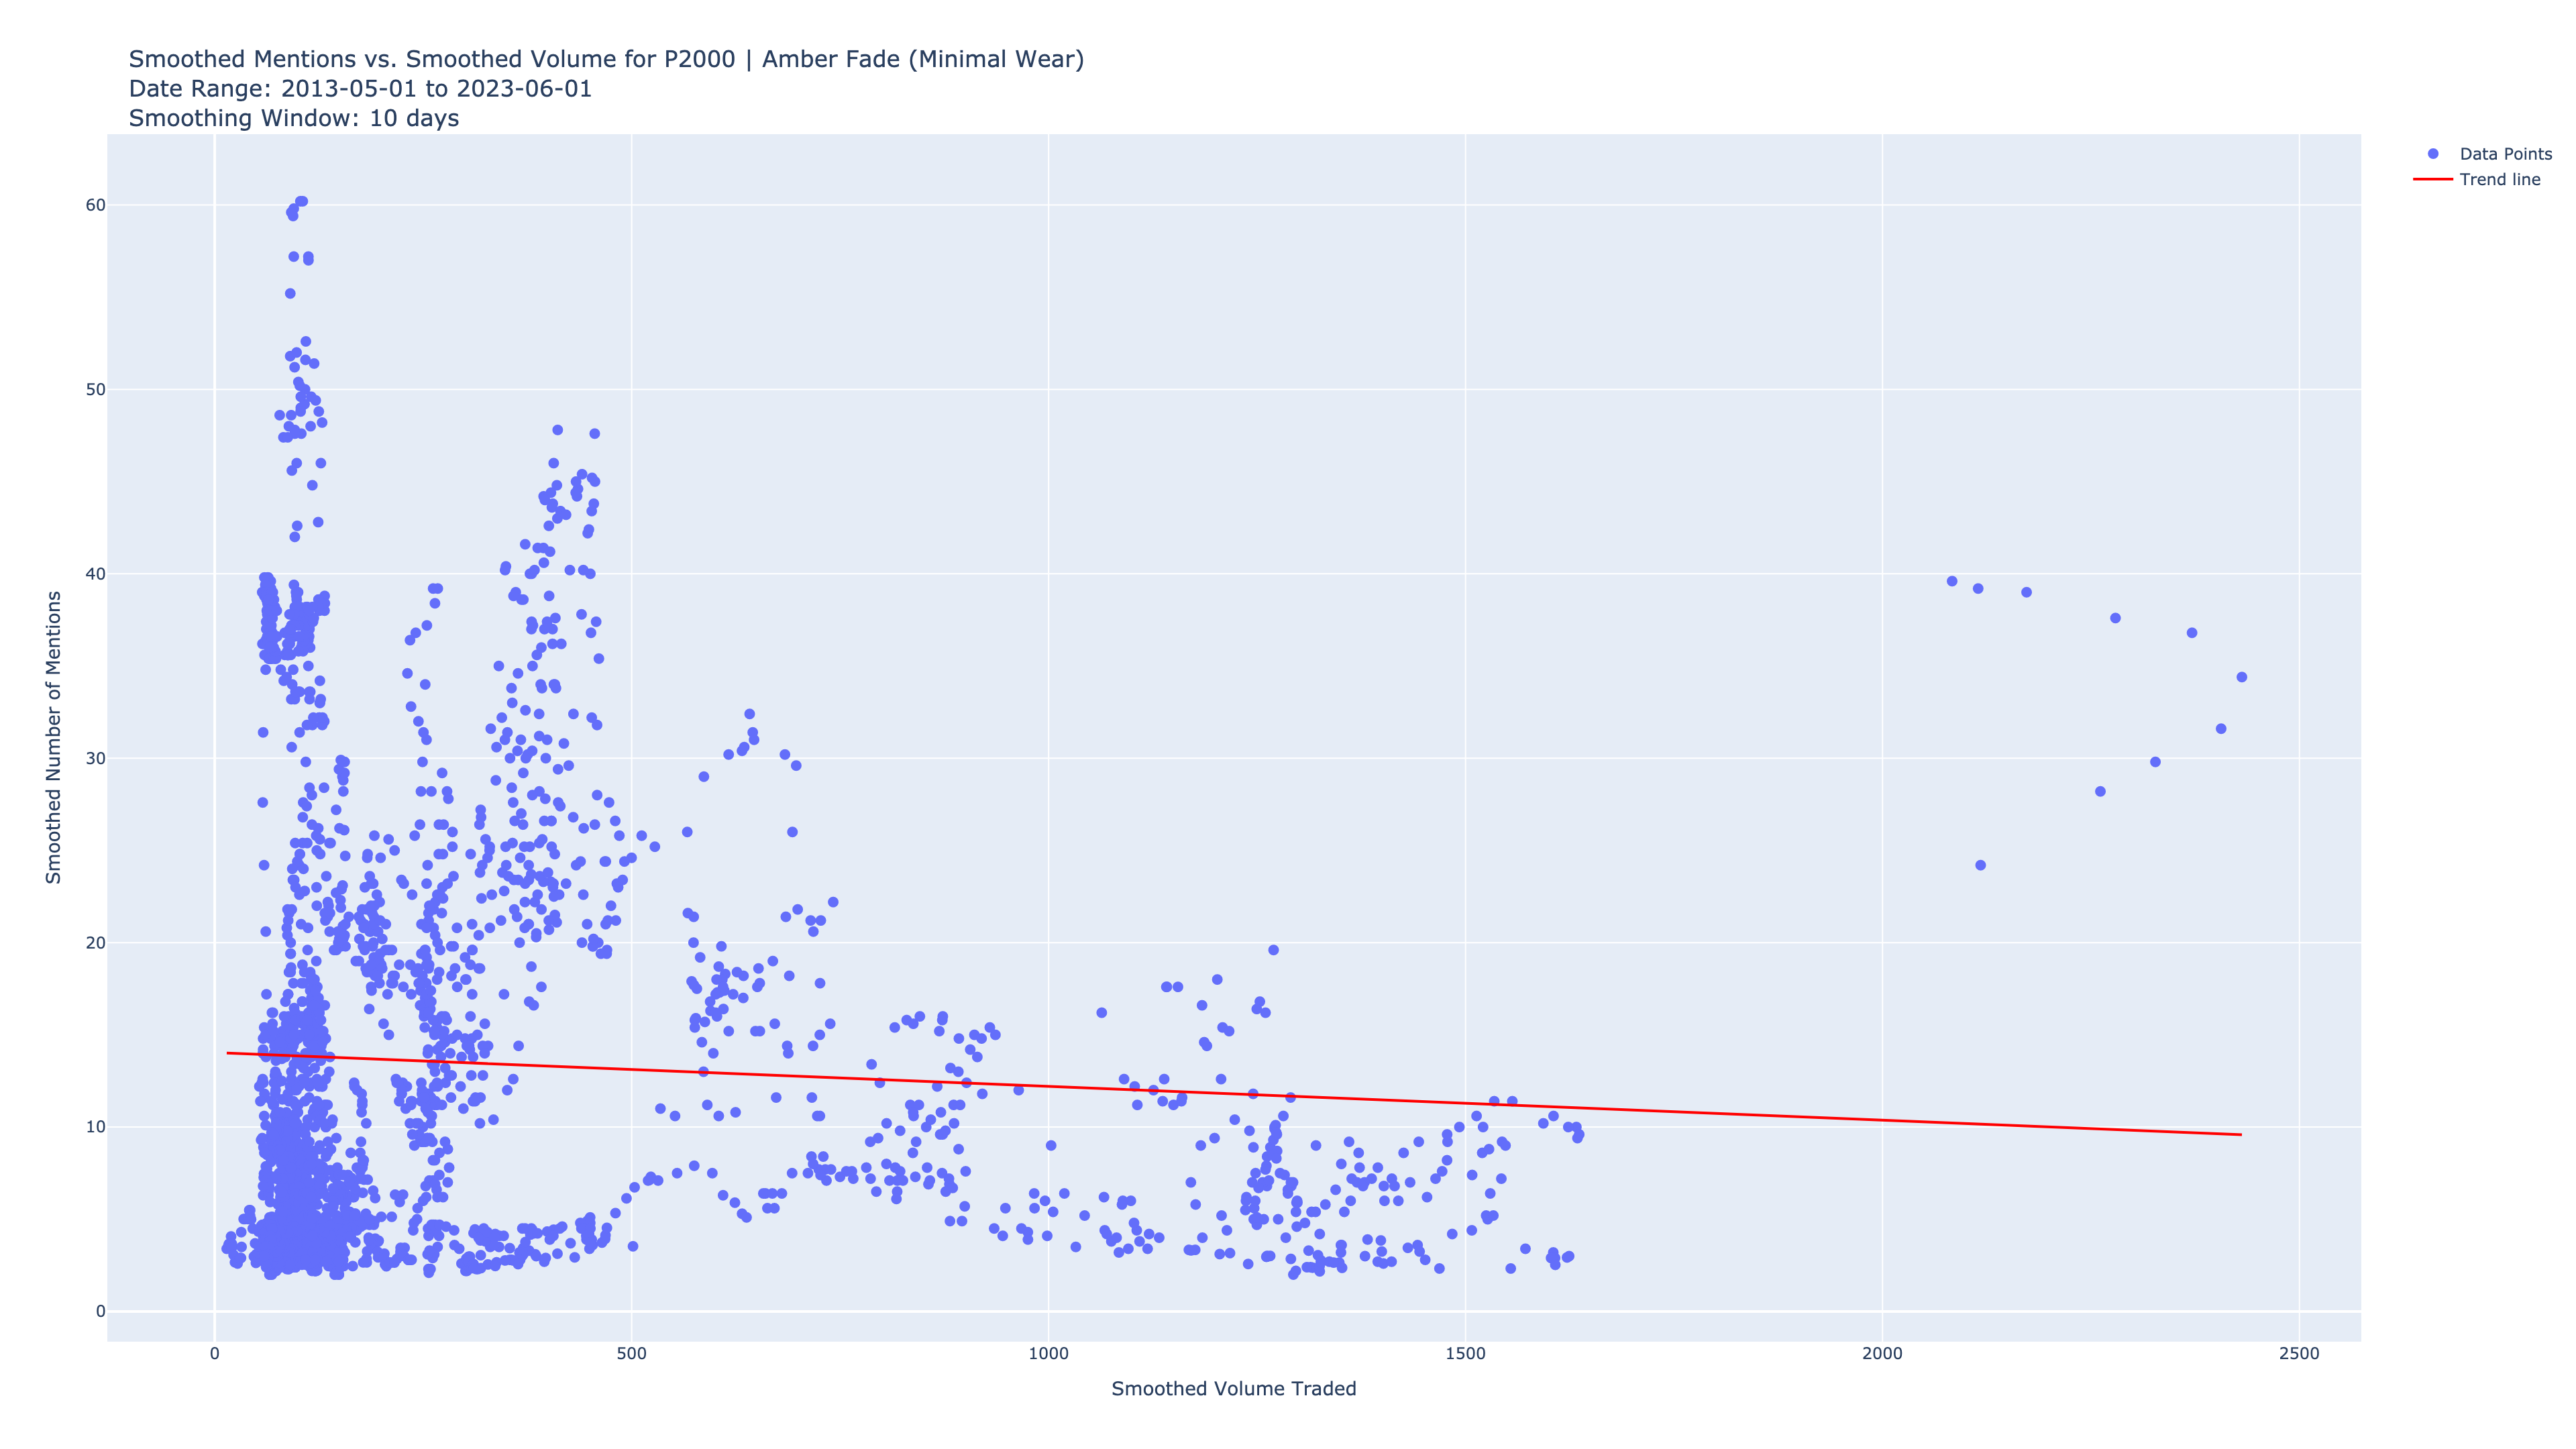 Smoothed Mentions vs. Smoothed Volume for P2000 | Amber Fade (Minimal Wear)
Date Range: 2013-05-01 to 2023-06-01
Smoothing Window: 10 days
Data Points
Trend line
60
50
40
30
20
10
0
Smoothed Number of Mentions
0
500
1000
1500
2000
2500
Smoothed Volume Traded